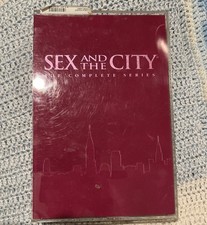 SEX AND THE CITY
THE COMPLETE SERIES